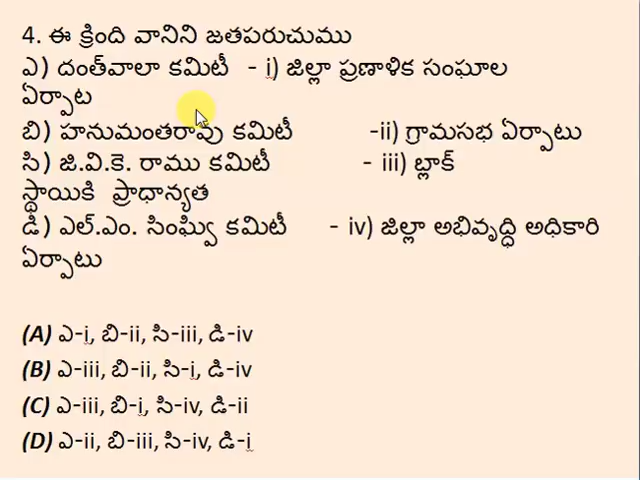 4. ఈ క్రింది వానిని జతపరుచుము
ఎ) దంత్‌వాలా కమిటీ - i) జిల్లా ప్రణాళిక సంఘాల
ఏర్పాట
బి) హనుమంతరావు కమిటీ -ii) గ్రామసభ ఏర్పాటు
సి) జి.వి.కె. రాము కమిటీ - iii) బ్లాక్
స్థాయికి ప్రాధాన్యత
డి) ఎల్.ఎం. సింఘ్వి కమిటీ - iv) జిల్లా అభివృద్ధి అధికారి
ఏర్పాటు
(A) ఎ-i, బి-ii, సి-iii, డి-iv
(B) ఎ-iii, బి-ii, సి-i, డి-iv
(C) ఎ-iii, బి-i, సి-iv, డి-ii
(D) ఎ-ii, బి-iii, సి-iv, డి-i